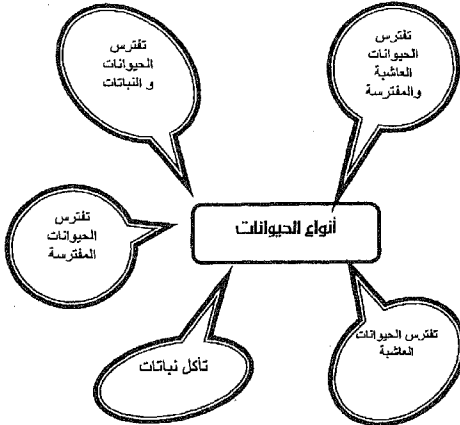 تفترس
الحيوانات
العاشبة
والمفترسة
تفترس
الحيوانات
و النباتات
أنواع الحيوانات
تفترس
الحيوانات
المفترسة
تفترس الحيوانات
العاشبة
تأكل نباتات